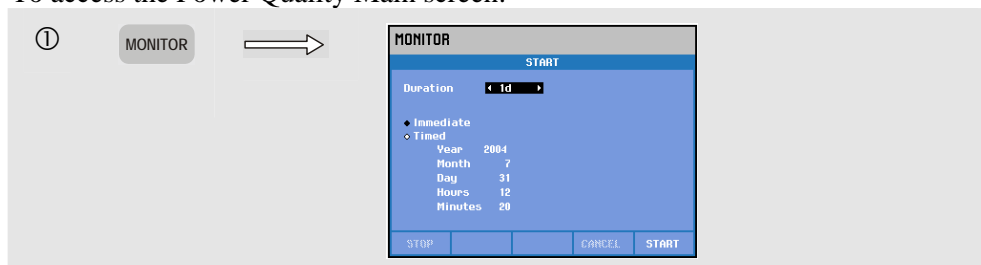 To access the Power Quality Main screen:
① MONITOR
MONITOR
START
Duration 1d
Immediate
Timed
Year 2004
Month 7
Day 31
Hours 12
Minutes 20
STOP CANCEL START